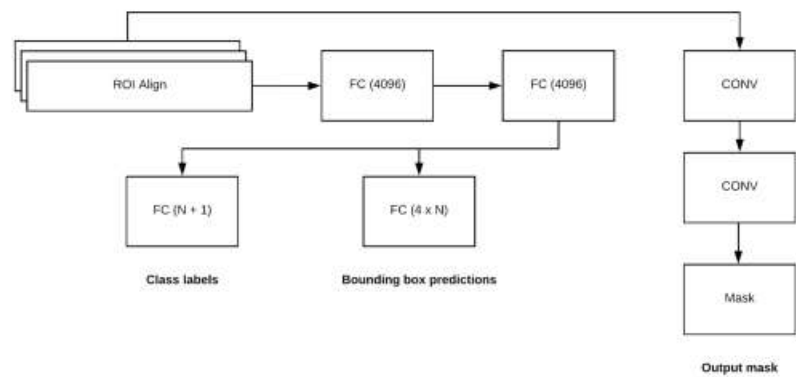 ROI Align
FC (4096)
FC (4096)
CONV
CONV
FC (N + 1)
FC (4 x N)
Class labels
Bounding box predictions
Mask
Output mask